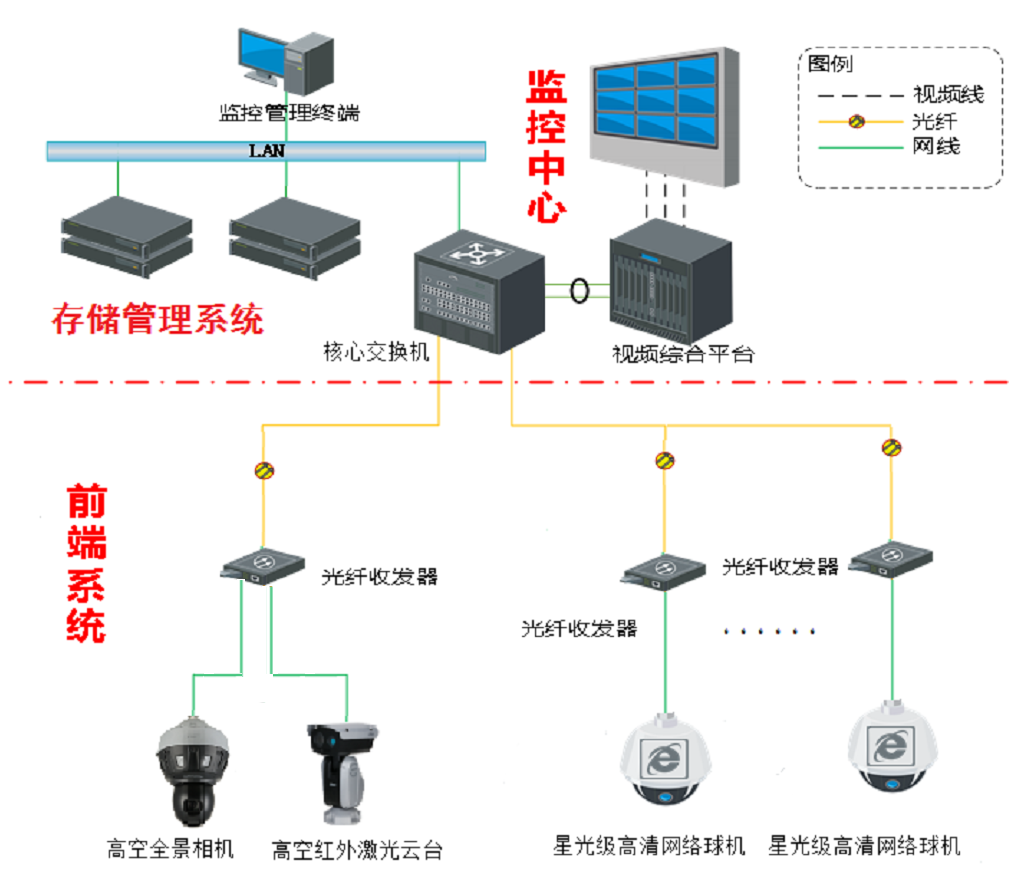 监控管理终端
LAN
监控中心
图例
视频线
光纤
网线
存储管理系统
核心交换机
视频综合平台
前端系统
光纤收发器
光纤收发器
光纤收发器
......
高空全景相机
高空红外激光云台
星光级高清网络球机
星光级高清网络球机